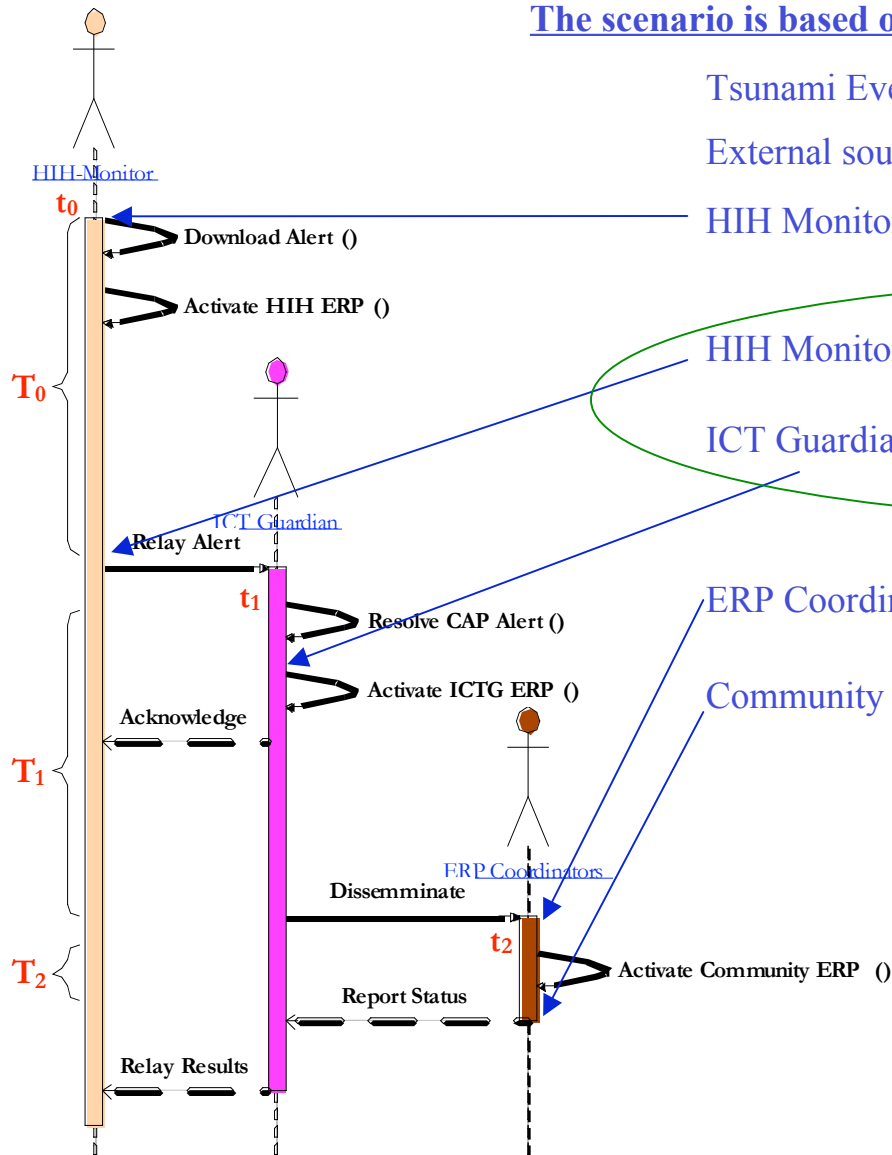 The scenario is based o
Tsunami Eve
External sou
HIH-Monitor
t0
HIH Monito
Download Alert ()
Activate HIH ERP ()
HIH Monito
T0
ICT Guardia
ICT Guardian
Relay Alert
t1
ERP Coordin
Resolve CAP Alert ()
Activate ICTG ERP ()
Community
Acknowledge
T1
ERP Coordinators
Dissemminate
t2
T2
Activate Community ERP ()
Report Status
Relay Results